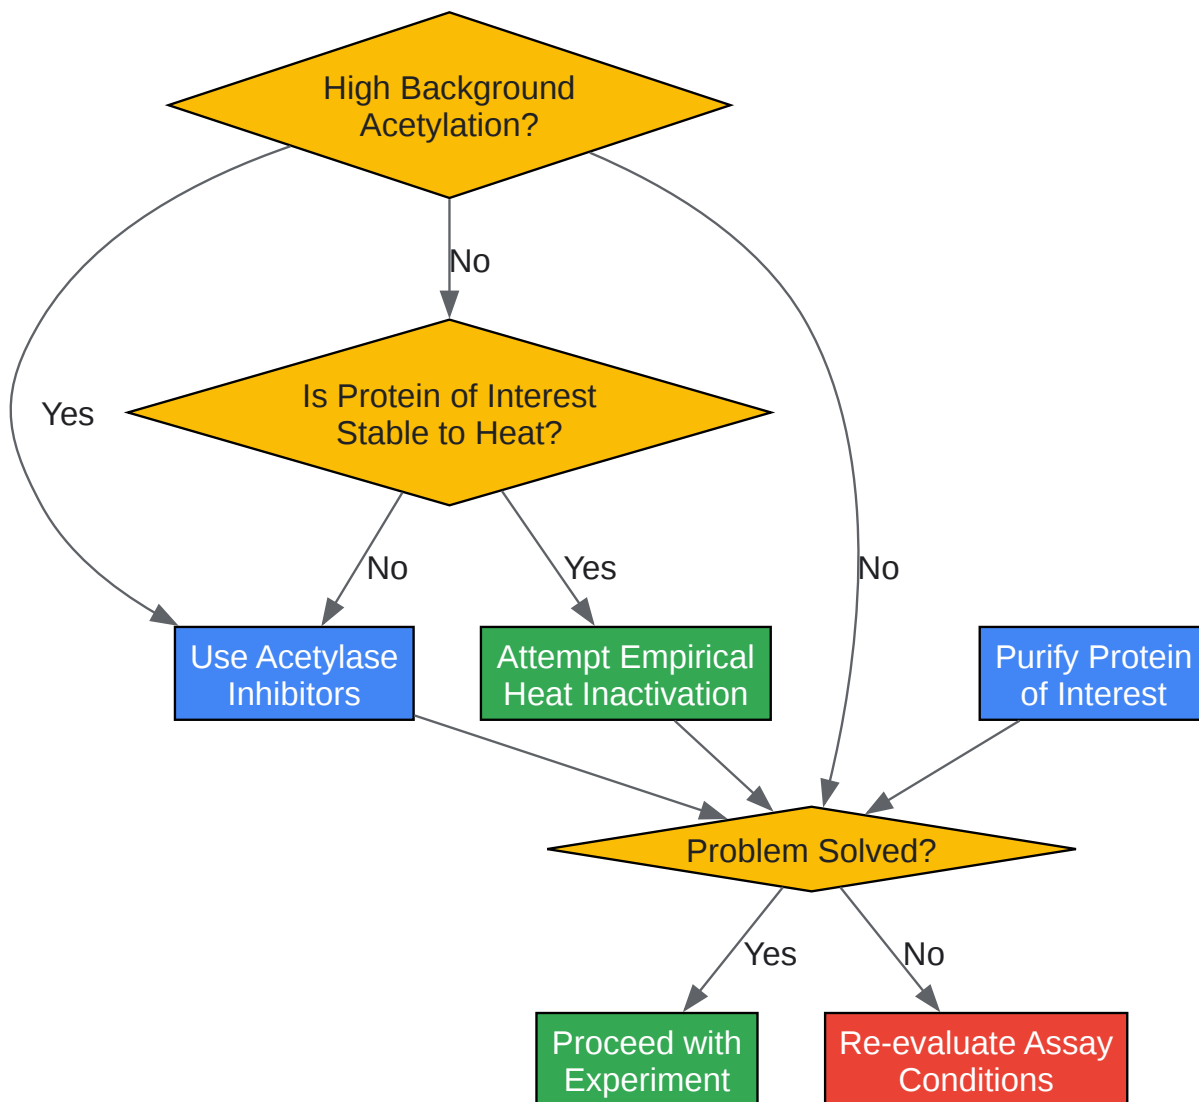 High Background
Acetylation?
No
Is Protein of Interest
Stable to Heat?
Yes
No
Yes
No
Use Acetylase
Inhibitors
Attempt Empirical
Heat Inactivation
Purify Protein
of Interest
Problem Solved?
Yes
No
Proceed with
Experiment
Re-evaluate Assay
Conditions